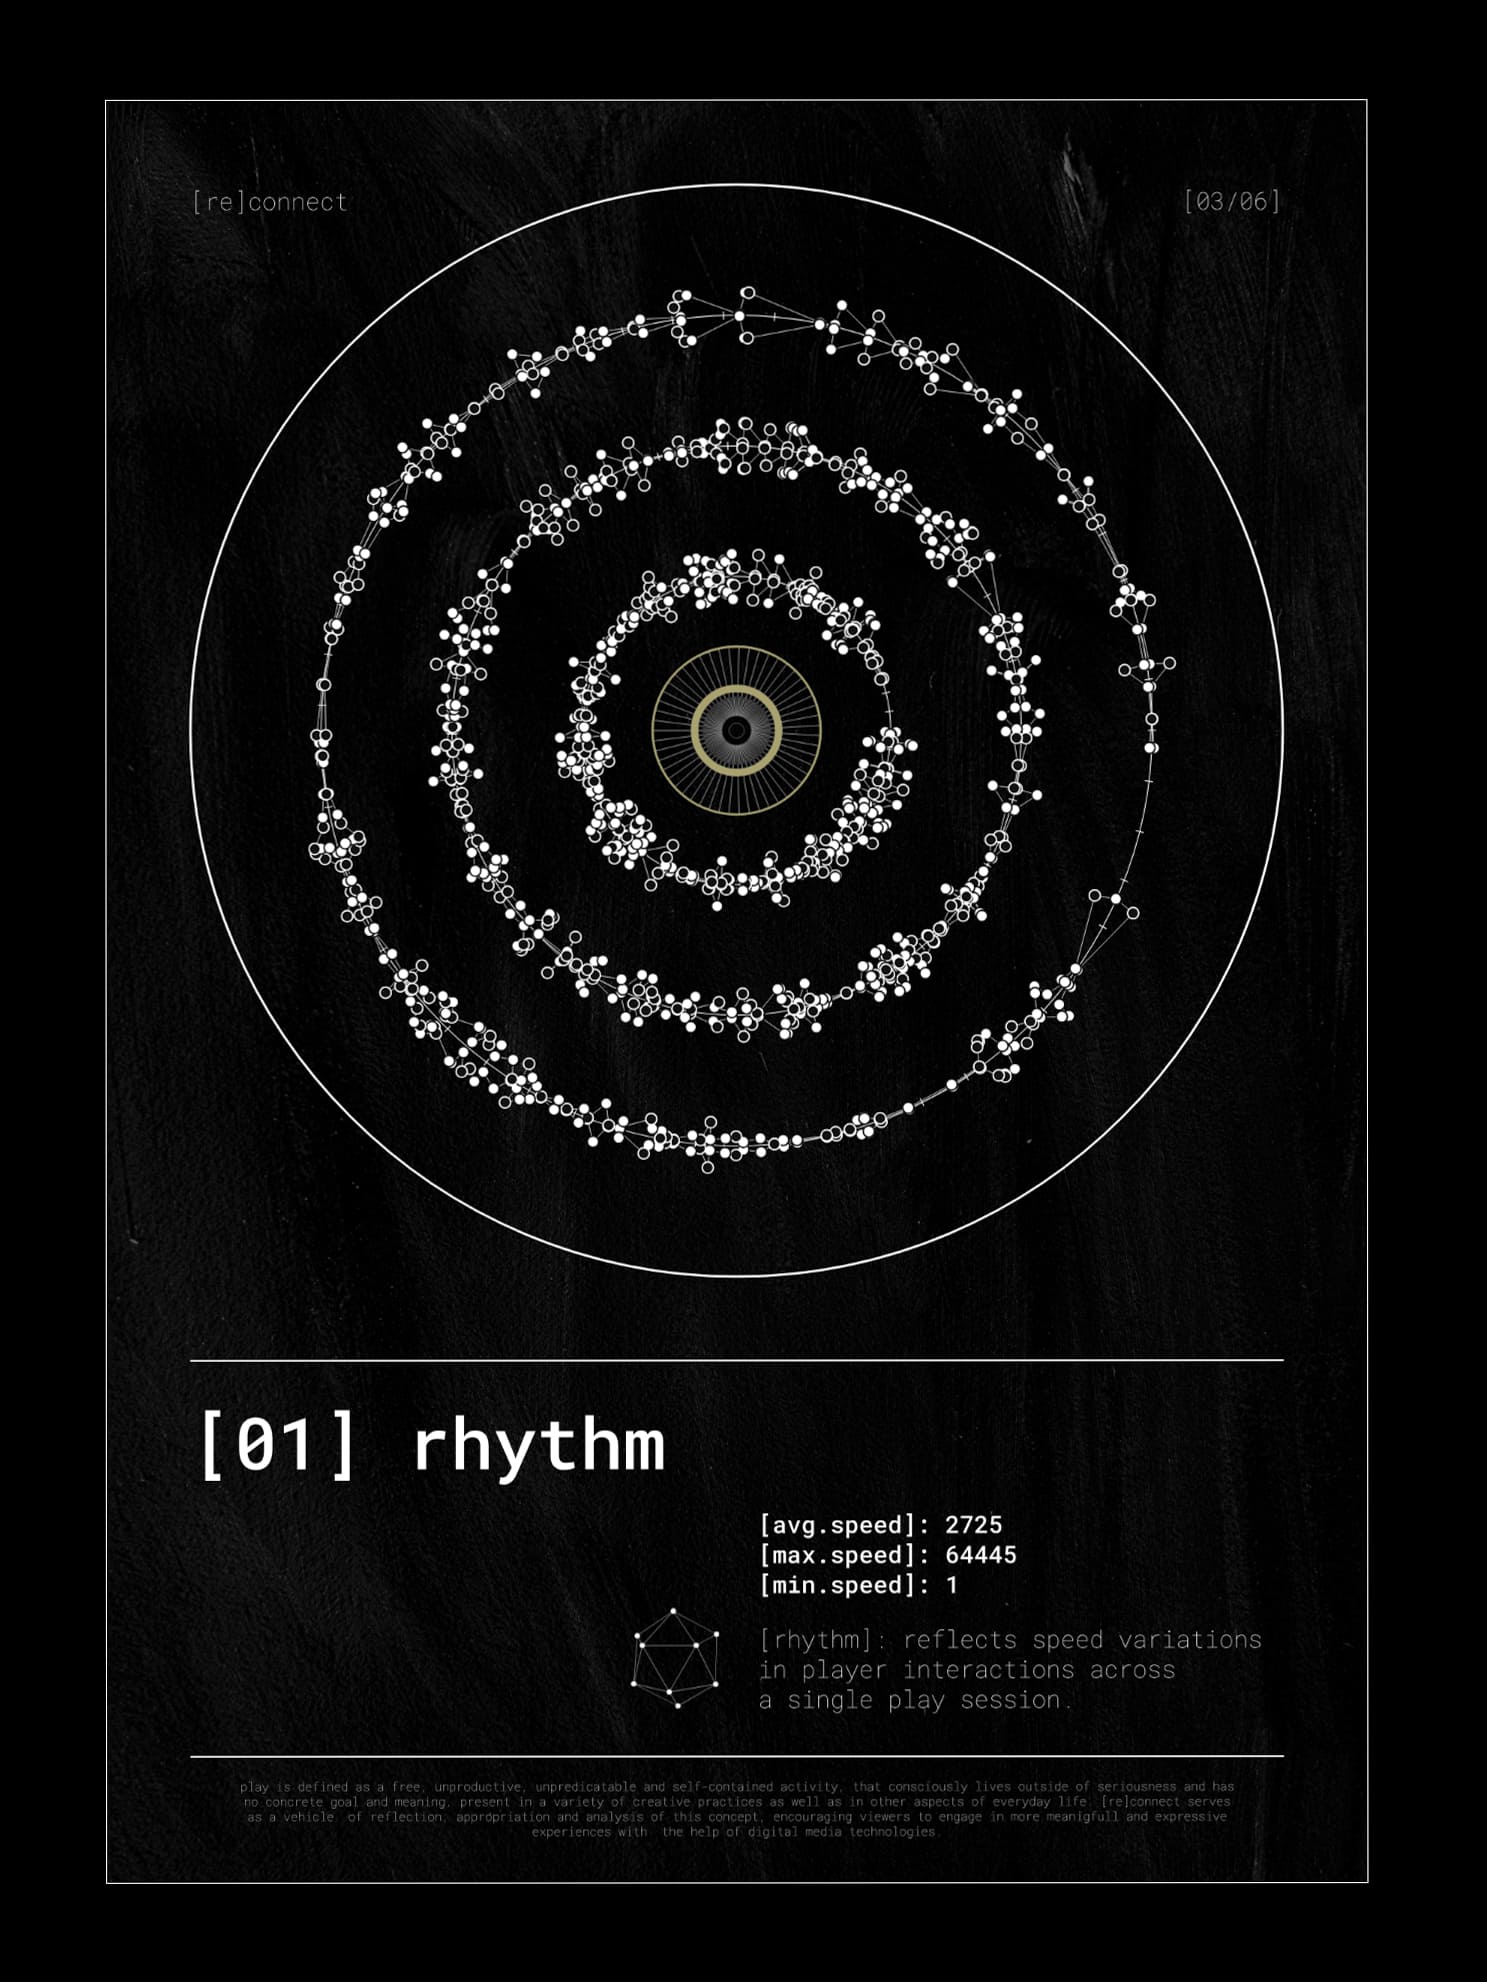 [re]connect
[03/06]
[01] rhythm
[avg.speed]: 2725
[max.speed]: 64445
[min.speed]: 1
[rhythm]: reflects speed variations
in player interactions across
a single play session.
play is defined as a free, unproductive, unpredicatable and self-contained activity, that consciously lives outside of seriousness and has
no concrete goal and meaning, present in a variety of creative practices as well as in other aspects of everyday life. [re]connect serves
as a vehicle  of reflection, appropriation and analysis of this concept, encouraging viewers to engage in more meanigfull and expressive
experiences with  the help of digital media technologies.